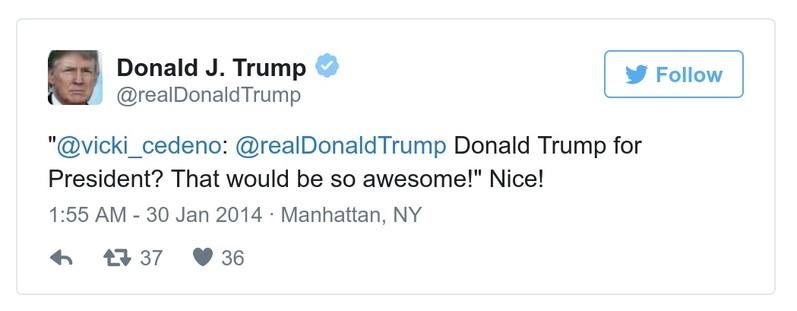 Donald J. Trump
Follow
@realDonaldTrump
"@vicki_cedeno: @realDonaldTrump Donald Trump for
President? That would be so awesome!" Nice!
1:55 AM - 30 Jan 2014 · Manhattan, NY
37 36